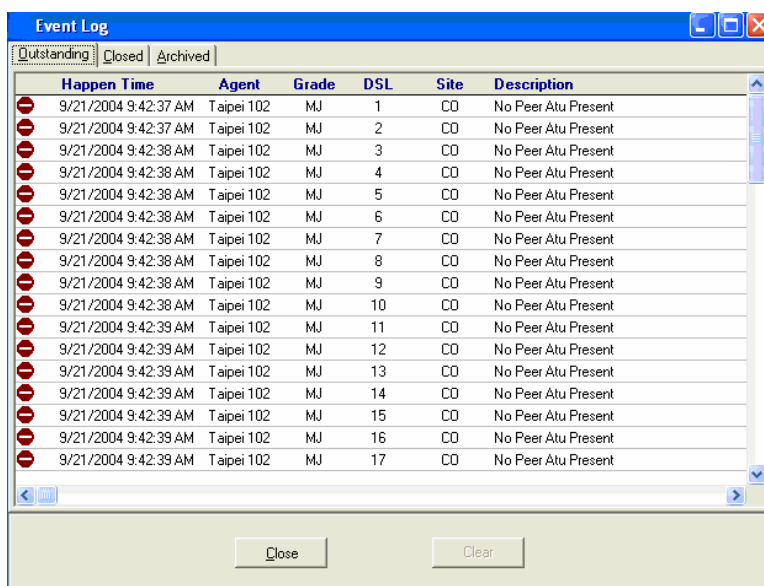 Event Log
Outstanding Closed Archived
Happen Time Agent Grade DSL Site Description
9/21/2004 9:42:37 AM Taipei 102 MJ 1 CO No Peer Atu Present
9/21/2004 9:42:37 AM Taipei 102 MJ 2 CO No Peer Atu Present
9/21/2004 9:42:38 AM Taipei 102 MJ 3 CO No Peer Atu Present
9/21/2004 9:42:38 AM Taipei 102 MJ 4 CO No Peer Atu Present
9/21/2004 9:42:38 AM Taipei 102 MJ 5 CO No Peer Atu Present
9/21/2004 9:42:38 AM Taipei 102 MJ 6 CO No Peer Atu Present
9/21/2004 9:42:38 AM Taipei 102 MJ 7 CO No Peer Atu Present
9/21/2004 9:42:38 AM Taipei 102 MJ 8 CO No Peer Atu Present
9/21/2004 9:42:38 AM Taipei 102 MJ 9 CO No Peer Atu Present
9/21/2004 9:42:38 AM Taipei 102 MJ 10 CO No Peer Atu Present
9/21/2004 9:42:39 AM Taipei 102 MJ 11 CO No Peer Atu Present
9/21/2004 9:42:39 AM Taipei 102 MJ 12 CO No Peer Atu Present
9/21/2004 9:42:39 AM Taipei 102 MJ 13 CO No Peer Atu Present
9/21/2004 9:42:39 AM Taipei 102 MJ 14 CO No Peer Atu Present
9/21/2004 9:42:39 AM Taipei 102 MJ 15 CO No Peer Atu Present
9/21/2004 9:42:39 AM Taipei 102 MJ 16 CO No Peer Atu Present
9/21/2004 9:42:39 AM Taipei 102 MJ 17 CO No Peer Atu Present
Close Clear